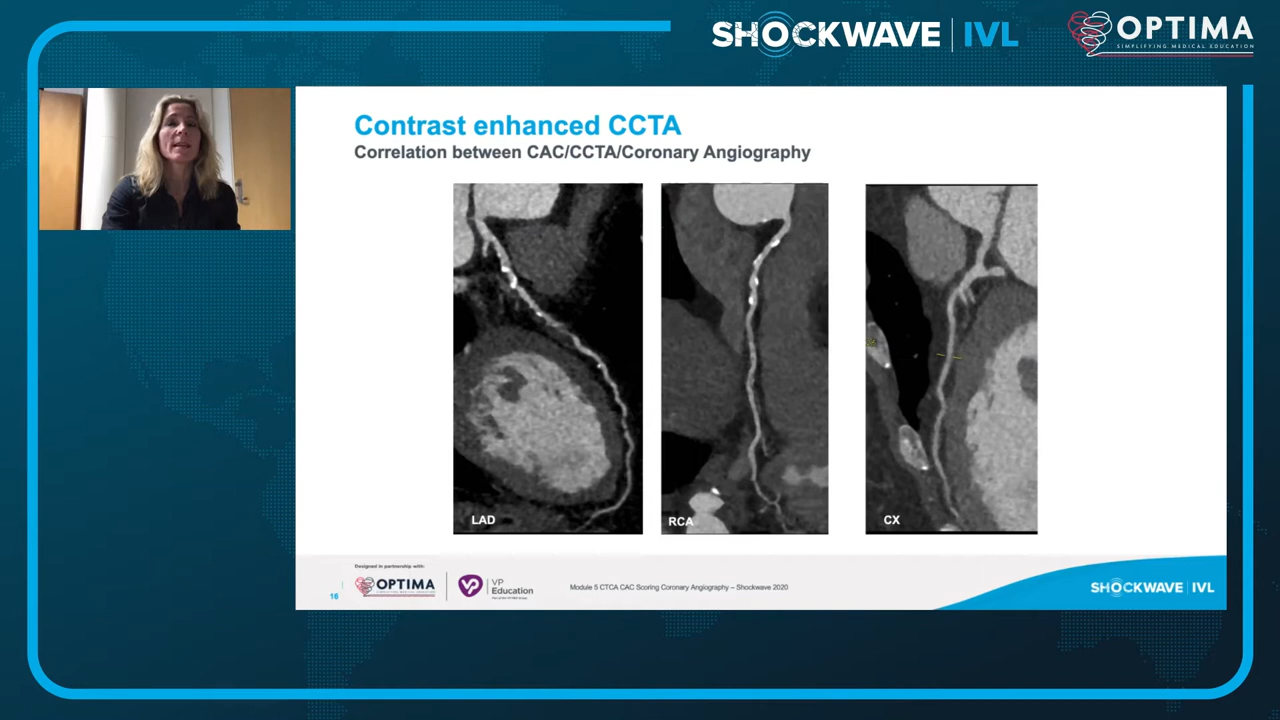 SHOCKWAVE | IVL
OPTIMA
SIMPLIFYING MEDICAL EDUCATION
Contrast enhanced CCTA
Correlation between CAC/CCTA/Coronary Angiography
LAD
RCA
CX
Designed in partnership with:
16
OPTIMA
VP
Education
Module 5 CTCA CAC Scoring Coronary Angiography – Shockwave 2020
SHOCKWAVE | IVL